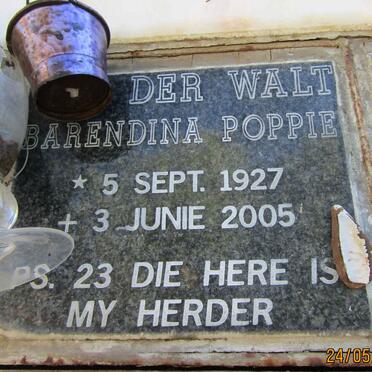 DER WALT
BARENDINA POPPIE
* 5 SEPT. 1927
+ 3 JUNIE 2005
PS. 23 DIE HERE IS
MY HERDER
24/05